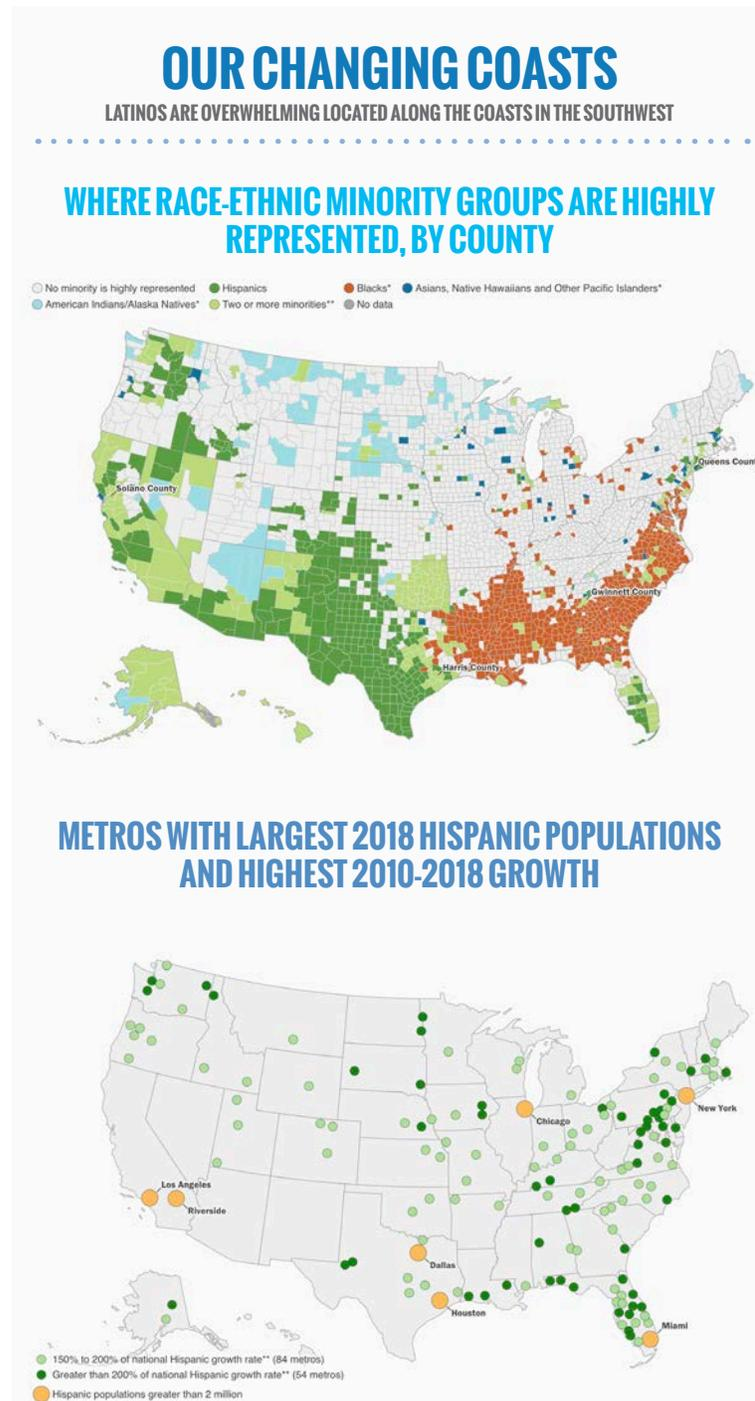 OUR CHANGING COASTS
LATINOS ARE OVERWHELMING LOCATED ALONG THE COASTS IN THE SOUTHWEST
WHERE RACE-ETHNIC MINORITY GROUPS ARE HIGHLY
REPRESENTED, BY COUNTY
No minority is highly represented Hispanics Blacks* Asians, Native Hawaiians and Other Pacific Islanders*
American Indians/Alaska Natives* Two or more minorities** No data
Queens Coun
Solano County
Gwinnett County
Harris County
METROS WITH LARGEST 2018 HISPANIC POPULATIONS
AND HIGHEST 2010-2018 GROWTH
New York
Chicago
Los Angeles
Riverside
Dallas
Houston
Miami
150% to 200% of national Hispanic growth rate** (84 metros)
Greater than 200% of national Hispanic growth rate** (54 metros)
Hispanic populations greater than 2 million